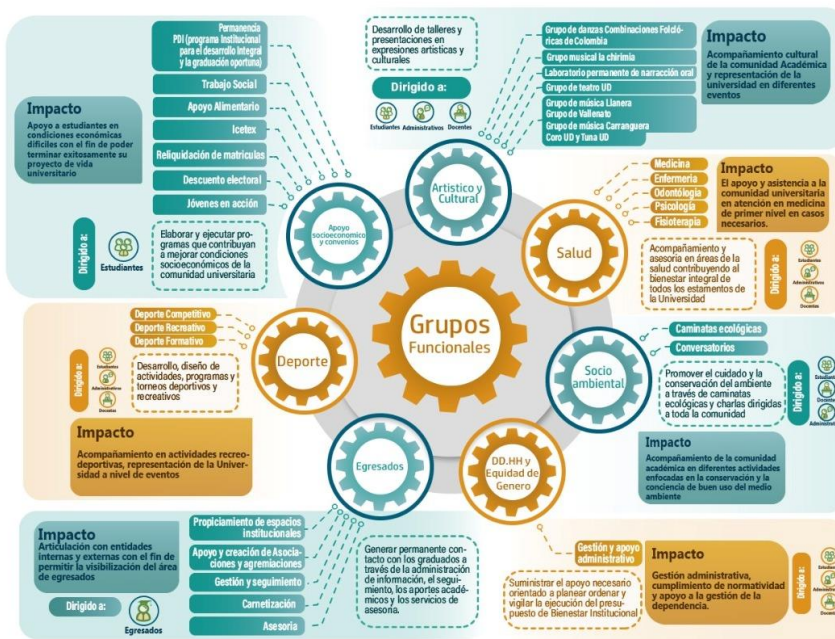 Permanencia
PDI (programa Institucional
para el desarrollo Integral
y la graduación oportuna)
Trabajo Social
Apoyo Alimentario
Icetex
Reliquidación de matriculas
Descuento electoral
Jóvenes en acción
Impacto
Apoyo a estudiantes en
condiciones económicas
dificiles con el fin de poder
terminar exitosamente su
proyecto de vida
universitario
Dirigido a:
Estudiantes
Elaborar y ejecutar pro-
gramas que contribuyan
a mejorar condiciones
socioeconómicos de la
comunidad universitaria
Apoyo
socioeconomico
y convenios
Desarrollo de talleres y
presentaciones en
expresiones artisticas y
culturales
Dirigido a:
Estudiantes
Administrativos
Docentes
Grupo de danzas Combinaciones Folcló-
ricas de Colombia
Grupo musical la chirimia
Laboratorio permanente de narracción oral
Grupo de teatro UD
Grupo de música Llanera
Grupo de Vallenato
Grupo de música Carranguera
Coro UD y Tuna UD
Impacto
Acompañamiento cultural
de la comunidad Académica
y representación de la
universidad en diferentes
eventos
Artistico y
Cultural
Medicina
Enfermeria
Odontólogia
Psicología
Fisioterapia
Impacto
El apoyo y asistencia a la
comunidad universitaria
en atención en medicina
de primer nivel en casos
necesarios.
Salud
Acompañamiento y
asesoria en áreas de la
salud contribuyendo al
bienestar integral de
todos los estamentos de
la Universidad
Dirigido a:
Estudiantes
Administrativos
Docentes
Grupos
Funcionales
Deporte Competitivo
Deporte Recreativo
Deporte Formativo
Deporte
Dirigido a:
Estudiantes
Administrativos
Docentes
Desarrollo, diseño de
actividades, programas y
torneos deportivos y
recreativos
Impacto
Acompañamiento en actividades recreo-
deportivas, representación de la Univer-
sidad a nivel de eventos
Caminatas ecológicas
Conversatorios
Socio
ambiental
Promover el cuidado y la
conservación del ambiente
a través de caminatas
ecológicas y charlas dirigidas
a toda la comunidad
Dirigido a:
Docentes
Impacto
Acompañamiento de la comunidad
académica en diferentes actividades
enfocadas en la conservación y la
conciencia de buen uso del medio
ambiente
Egresados
Impacto
Articulación con entidades
internas y externas con el fin de
permitir la visibilización del área
de egresados
Dirigido a:
Egresados
Propiciamiento de espacios
Institucionales
Apoyo y creación de Asocia-
ciones y agremiaciones
Gestión y seguimiento
Carnetización
Asesoria
Generar permanente con-
tacto con los graduados a
través de la administración
de información, el segui-
miento, los aportes acadé-
micos y los servicios de
asesoria.
DD.HH y
Equidad de
Genero
Gestión y apoyo
administrativo
Suministrar el apoyo necesario
orientado a planear ordenar y
vigilar la ejecución del presu-
puesto de Bienestar Institucional
Impacto
Gestión administrativa,
cumplimiento de normatividad
y apoyo a la gestión de la
dependencia.
Dirigido a: